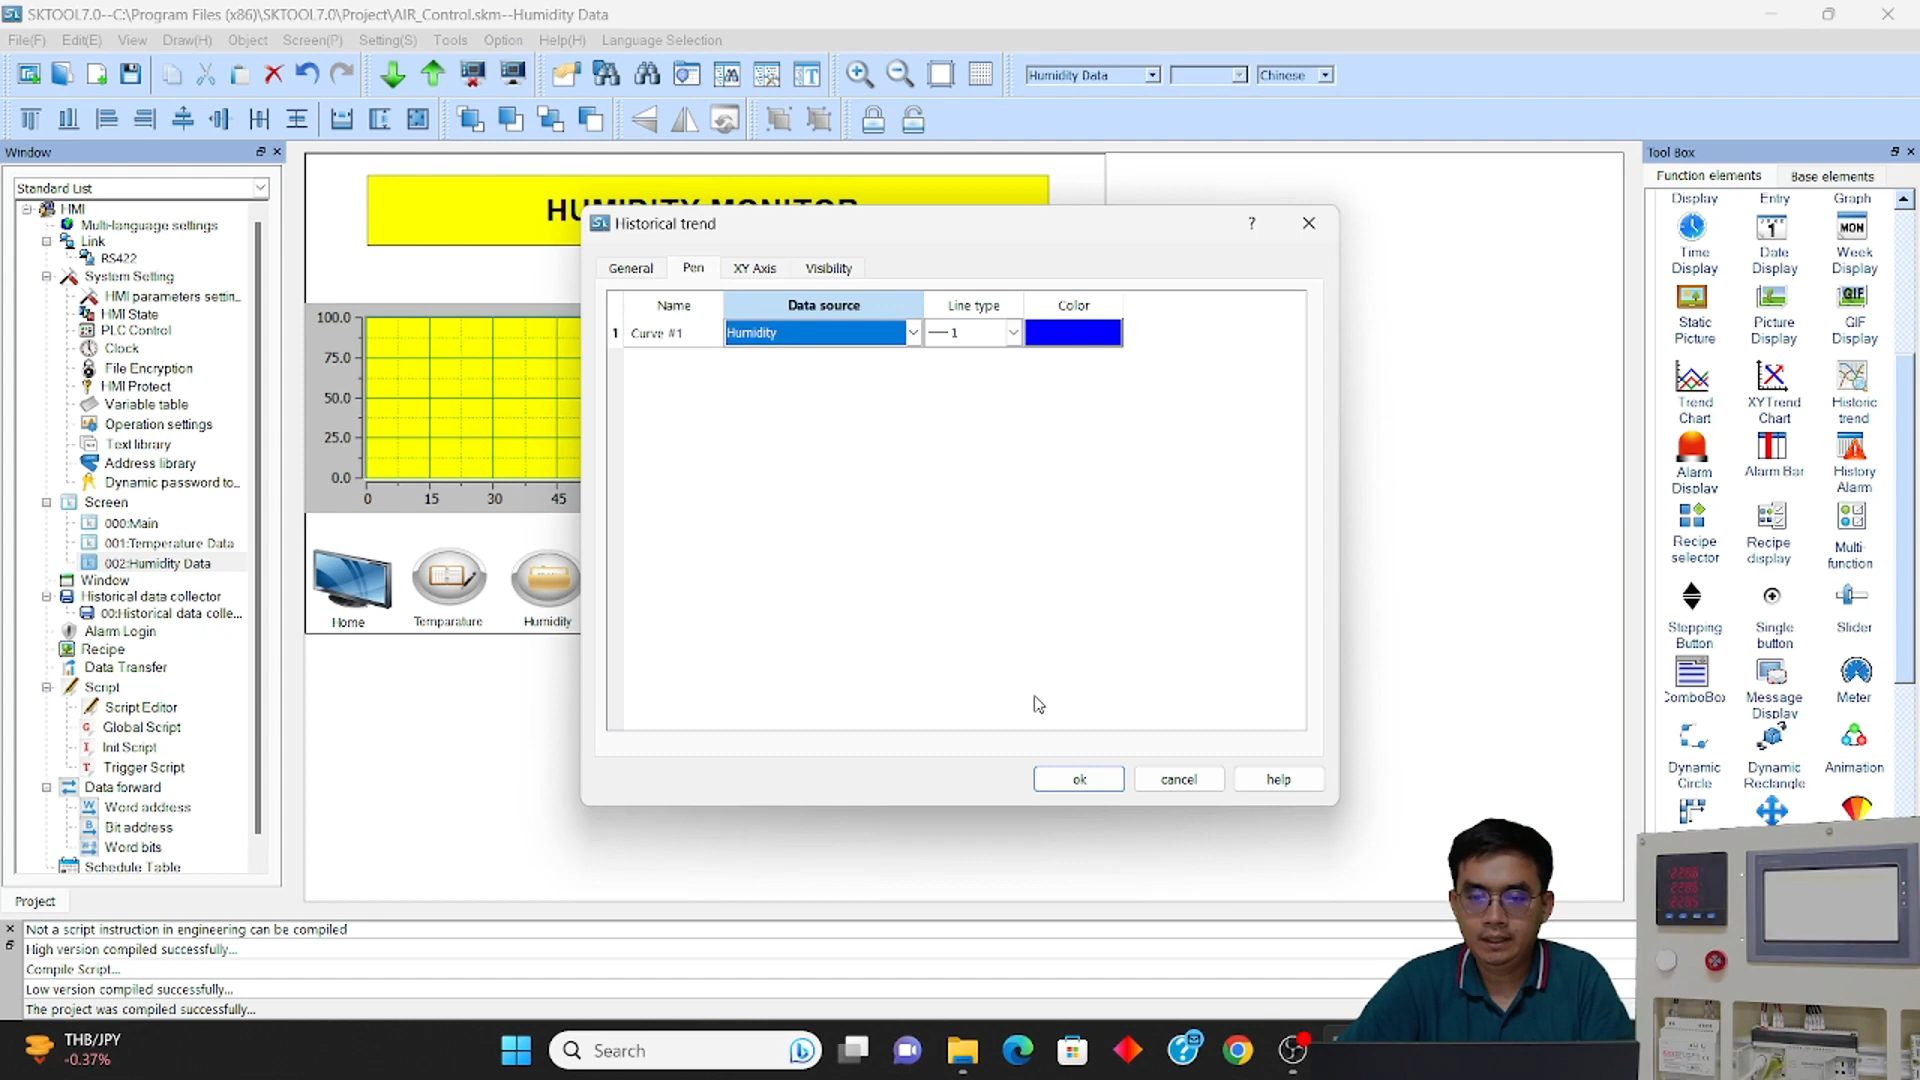 SKTOOL7.0--C:\Program Files (x86)\SKTOOL7.0\Project\AIR_Control.skm--Humidity Data
File(F) Edit(E) View Draw(H) Object Screen(P) Setting(S) Tools Option Help(H) Language Selection
Humidity Data
Chinese
Window
Standard List
HMI
Multi-language settings
Link
RS422
System Setting
HMI parameters settin...
HMI State
PLC Control
Clock
File Encryption
HMI Protect
Variable table
Operation settings
Text library
Address library
Dynamic password to...
Screen
000:Main
001:Temperature Data
002:Humidity Data
Window
Historical data collector
00:Historical data colle...
Alarm Login
Recipe
Data Transfer
Script
Script Editor
Global Script
Init Script
Trigger Script
Data forward
Word address
Bit address
Word bits
Schedule Table
Project
HUMIDITY MONITOR
100.0
75.0
50.0
25.0
0.0
0 15 30 45
Home Temparature Humidity
Historical trend
?
General Pen XY Axis Visibility
Name Data source Line type Color
1 Curve #1 Humidity 1
ok cancel help
Tool Box
Function elements Base elements
Display Entry Graph
Time Display
Date Display
MON
Week Display
Static Picture
Picture Display
GIF
GIF Display
Trend Chart
XYTrend Chart
Historic trend
Alarm Display
Alarm Bar
History Alarm
Recipe selector
Recipe display
Multi-function
Stepping Button
Single button
Slider
ComboBox
Message Display
Meter
Dynamic Circle
Dynamic Rectangle
Animation
Not a script instruction in engineering can be compiled
High version compiled successfully...
Compile Script...
Low version compiled successfully...
The project was compiled successfully...
THB/JPY
-0.37%
Search